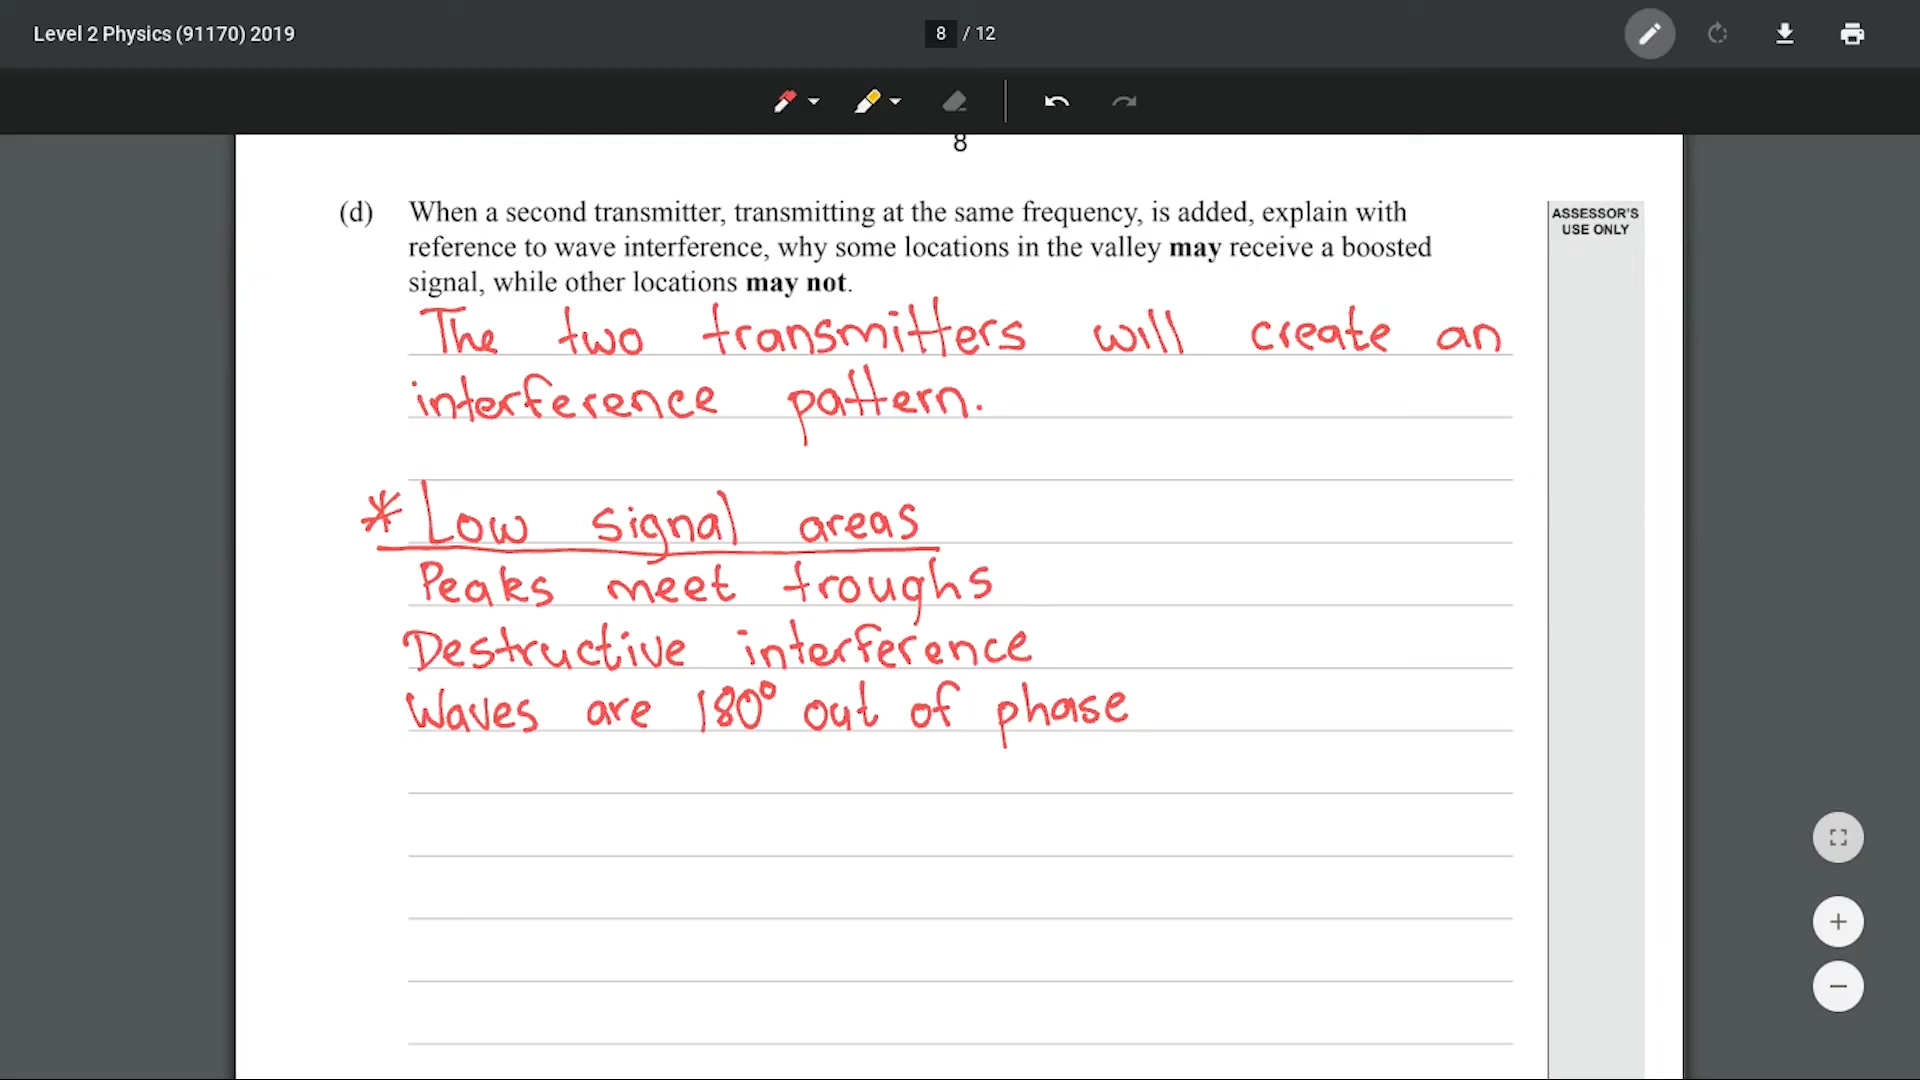 Level 2 Physics (91170) 2019
8 / 12
8
(d) When a second transmitter, transmitting at the same frequency, is added, explain with
reference to wave interference, why some locations in the valley may receive a boosted
signal, while other locations may not.
ASSESSOR'S
USE ONLY
The two transmitters will create an
interference pattern.
* Low signal areas
Peaks meet troughs
Destructive interference
Waves are 180° out of phase